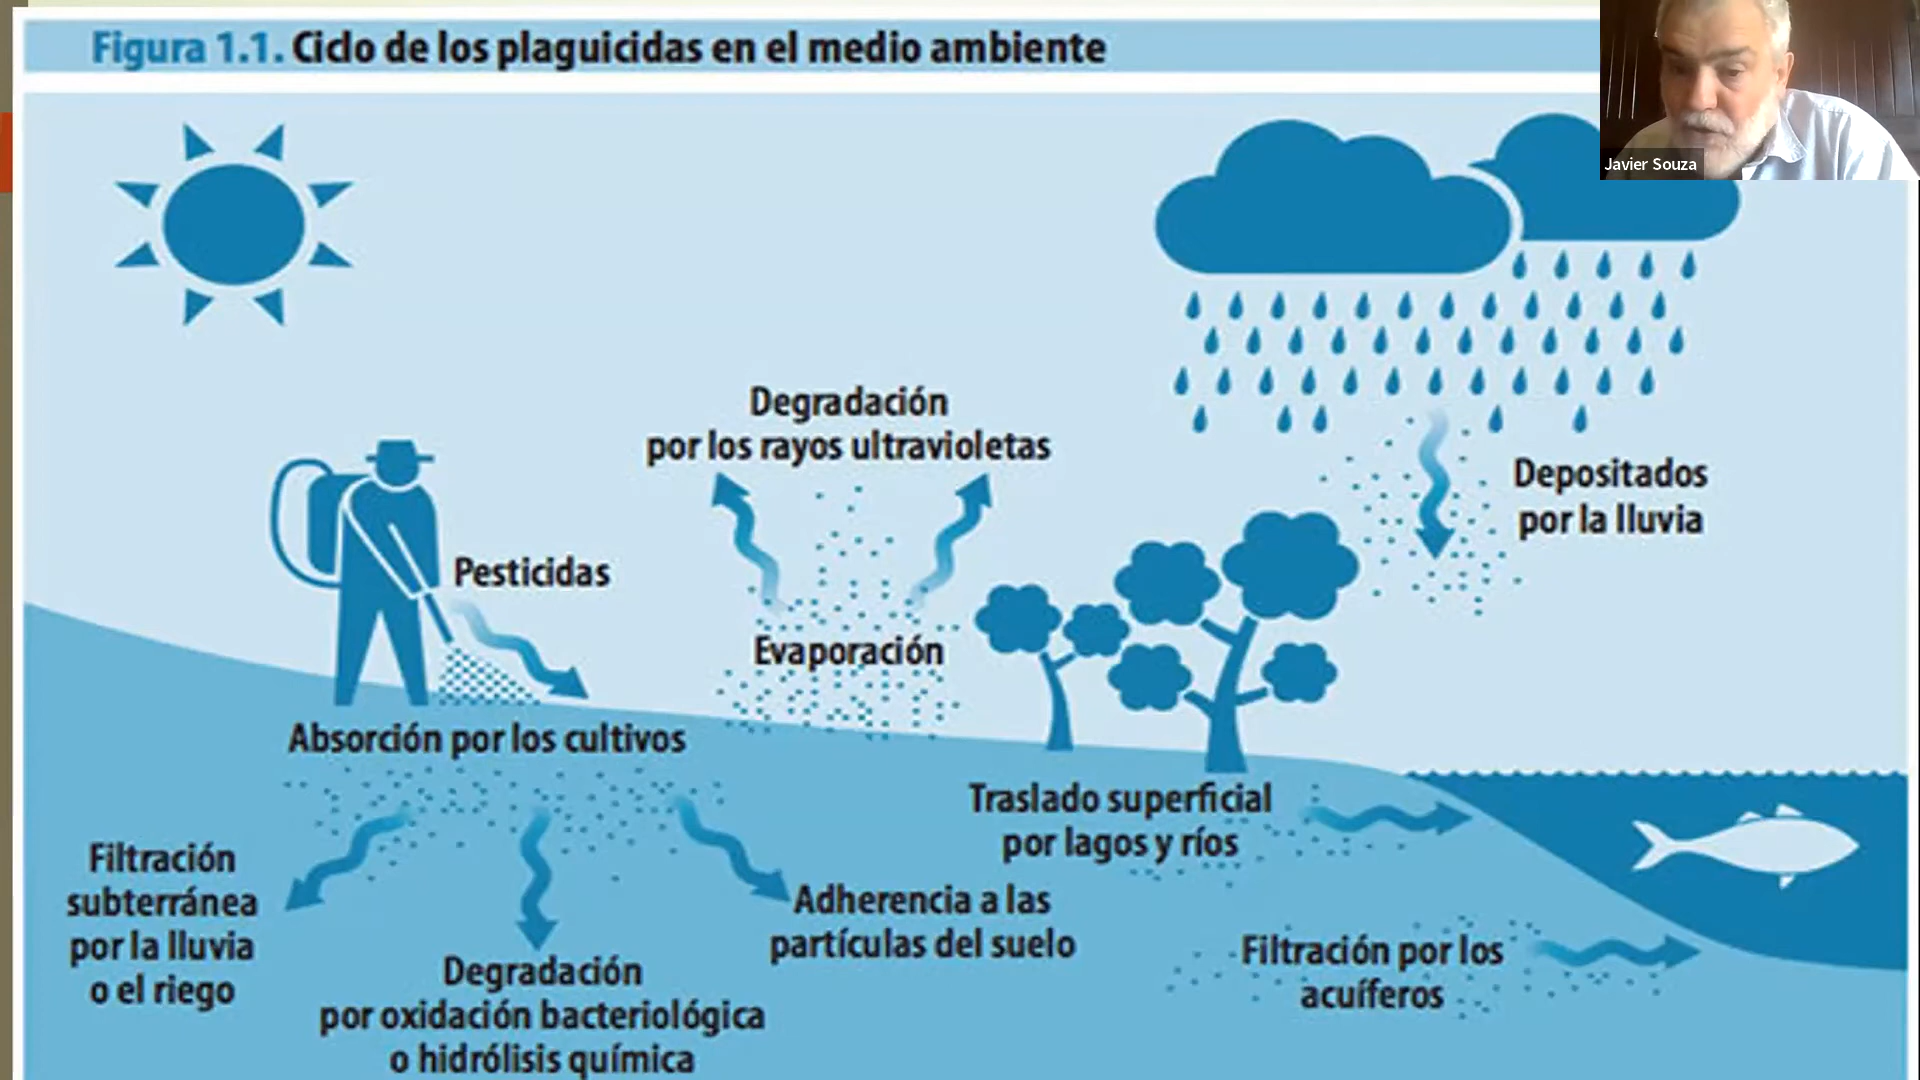 Figura 1.1. Ciclo de los plaguicidas en el medio ambiente
Javier Souza
Degradación
por los rayos ultravioletas
Depositados
por la lluvia
Pesticidas
Evaporación
Absorción por los cultivos
Traslado superficial
por lagos y ríos
Filtración
subterránea
por la lluvia
o el riego
Adherencia a las
partículas del suelo
Filtración por los
acuíferos
Degradación
por oxidación bacteriológica
o hidrólisis química